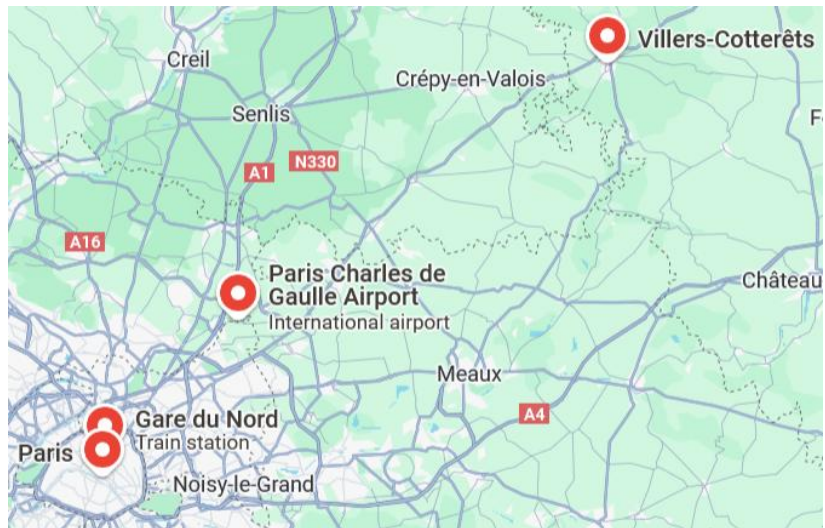 Villers-Cotterêts
Creil
Crépy-en-Valois
Senlis
N330
A1
A16
Paris Charles de
Gaulle Airport
International airport
Château
Meaux
A4
Gare du Nord
Train station
Paris
Noisy-le-Grand